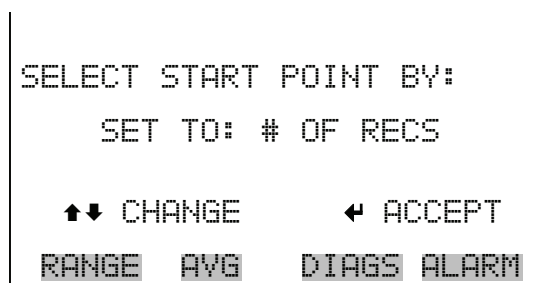 SELECT START POINT BY:
SET TO: # OF RECS
⬆⬇ CHANGE ↵ ACCEPT
RANGE AVG DIAGS ALARM